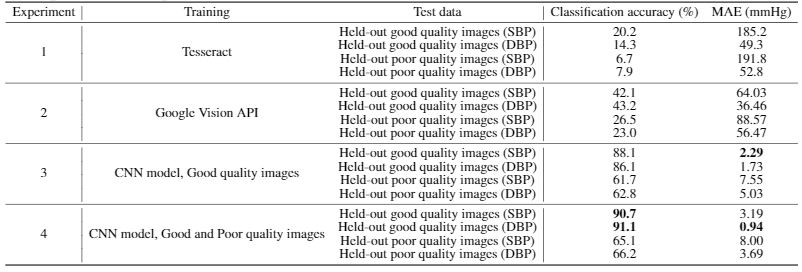 Experiment Training Test data Classification accuracy (%) MAE (mmHg)
Held-out good quality images (SBP) 20.2 185.2
Held-out good quality images (DBP) 14.3 49.3
1 Tesseract
Held-out poor quality images (SBP) 6.7 191.8
Held-out poor quality images (DBP) 7.9 52.8
Held-out good quality images (SBP) 42.1 64.03
Held-out good quality images (DBP) 43.2 36.46
2 Google Vision API
Held-out poor quality images (SBP) 26.5 88.57
Held-out poor quality images (DBP) 23.0 56.47
Held-out good quality images (SBP) 88.1 2.29
Held-out good quality images (DBP) 86.1 1.73
3 CNN model, Good quality images
Held-out poor quality images (SBP) 61.7 7.55
Held-out poor quality images (DBP) 62.8 5.03
Held-out good quality images (SBP) 90.7 3.19
Held-out good quality images (DBP) 91.1 0.94
4 CNN model, Good and Poor quality images
Held-out poor quality images (SBP) 65.1 8.00
Held-out poor quality images (DBP) 66.2 3.69